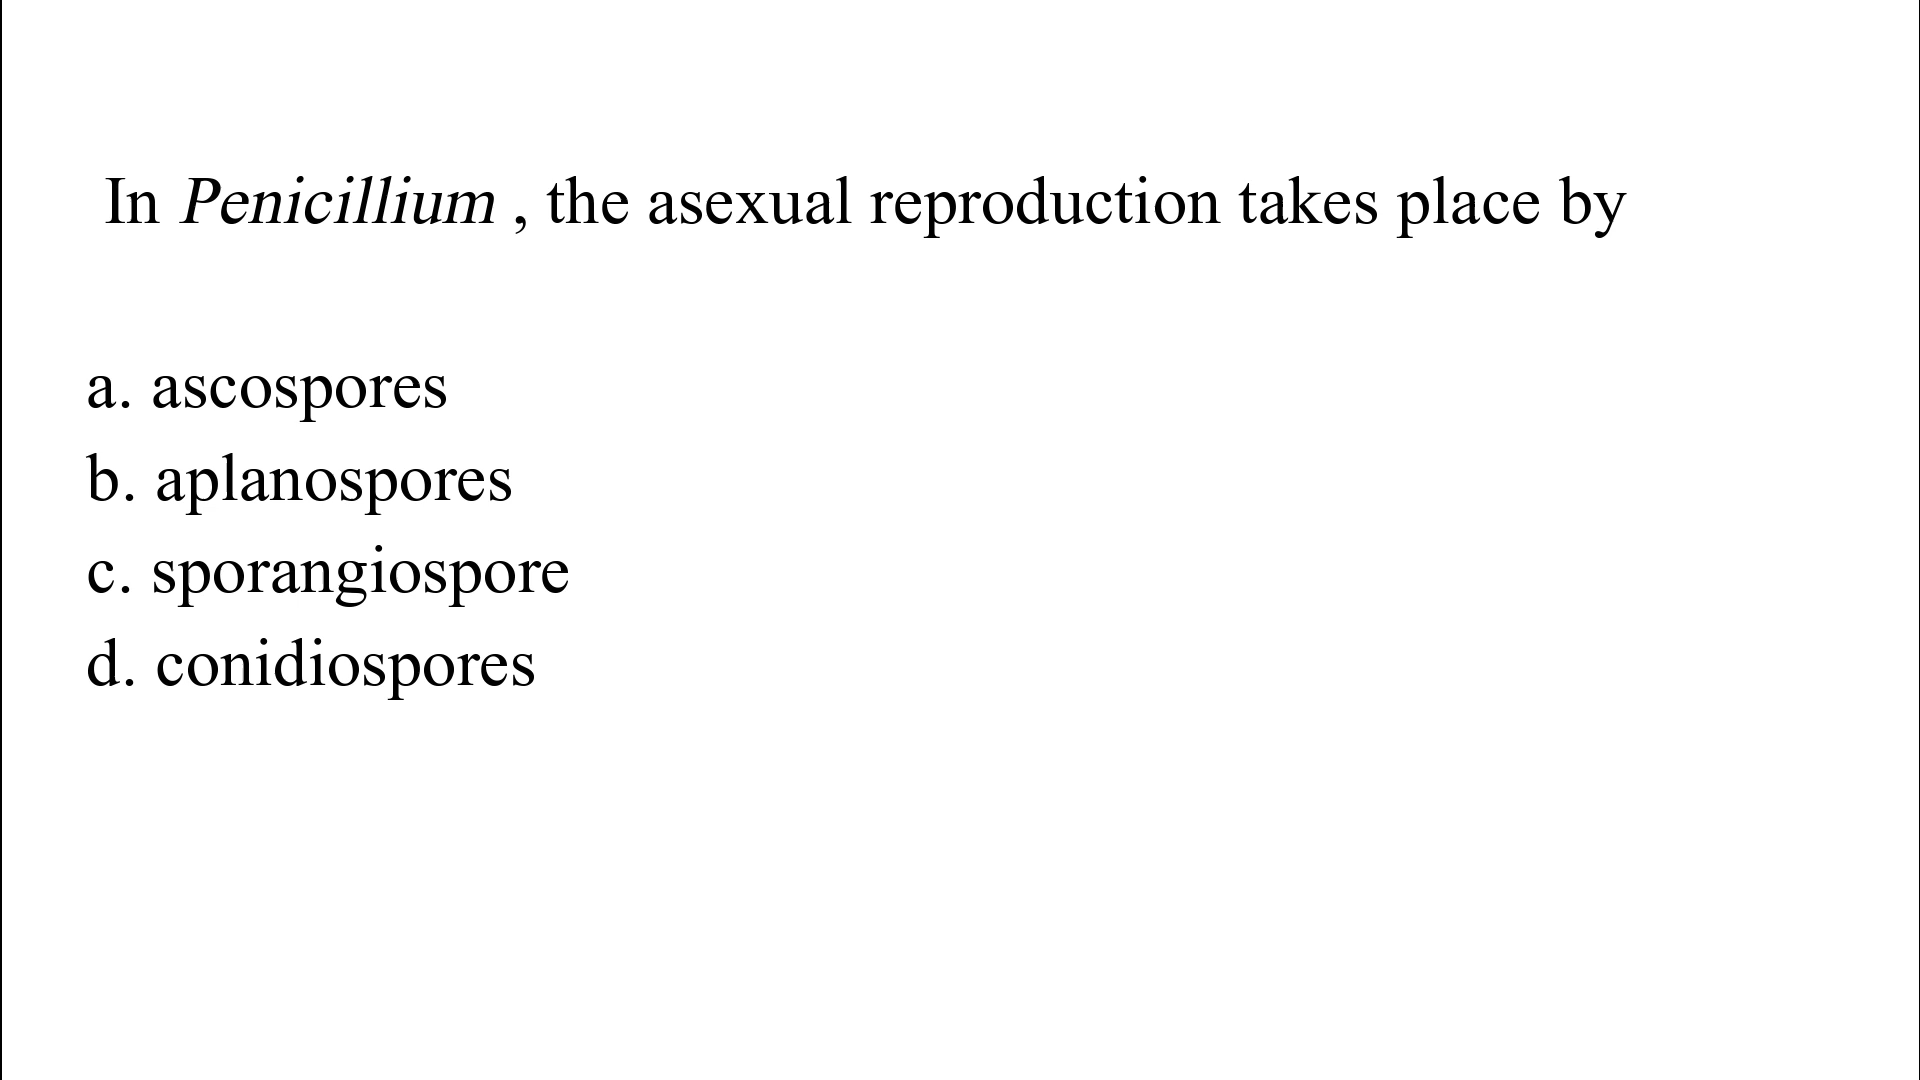 In Penicillium , the asexual reproduction takes place by
a. ascospores
b. aplanospores
c. sporangiospore
d. conidiospores